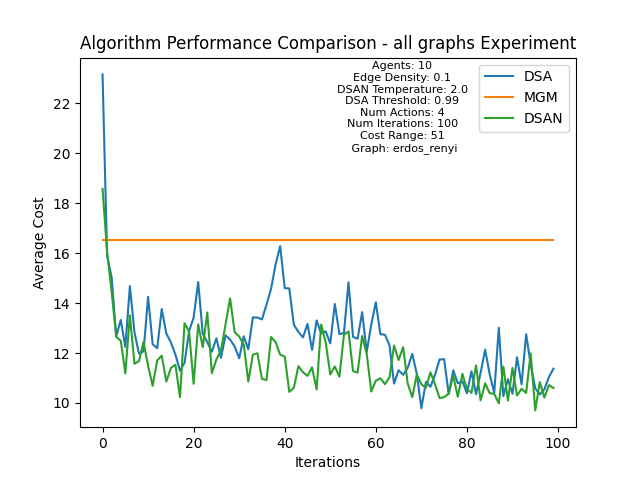 Algorithm Performance Comparison - all graphs Experiment
Agents: 10
Edge Density: 0.1
DSAN Temperature: 2.0
DSA Threshold: 0.99
Num Actions: 4
Num Iterations: 100
Cost Range: 51
Graph: erdos_renyi
DSA
MGM
DSAN
Average Cost
22
20
18
16
14
12
10
0
20
40
60
80
100
Iterations